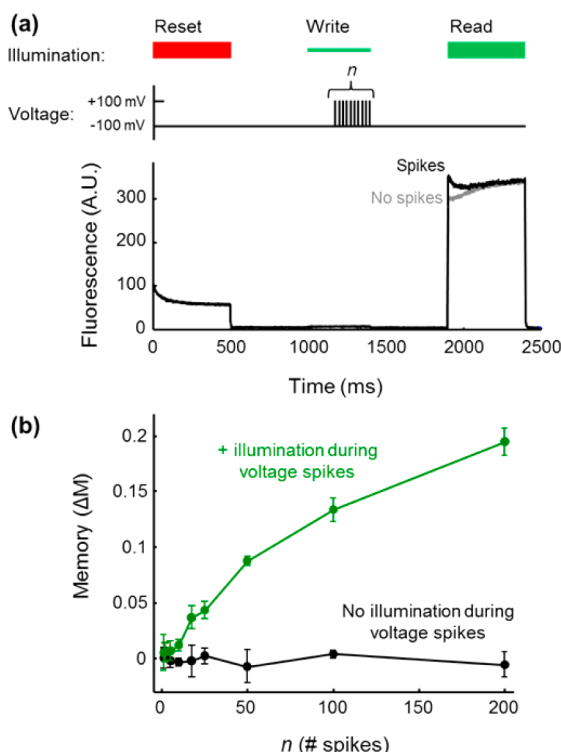 (a)
Reset Write Read
Illumination:
n
Voltage: +100 mV
-100 mV
Fluorescence (A.U.)
300
200
100
0
Spikes
No spikes
0 500 1000 1500 2000 2500
Time (ms)
(b)
Memory (ΔM)
0.2
0.15
0.1
0.05
0
+ illumination during
voltage spikes
No illumination during
voltage spikes
0 50 100 150 200
n (# spikes)